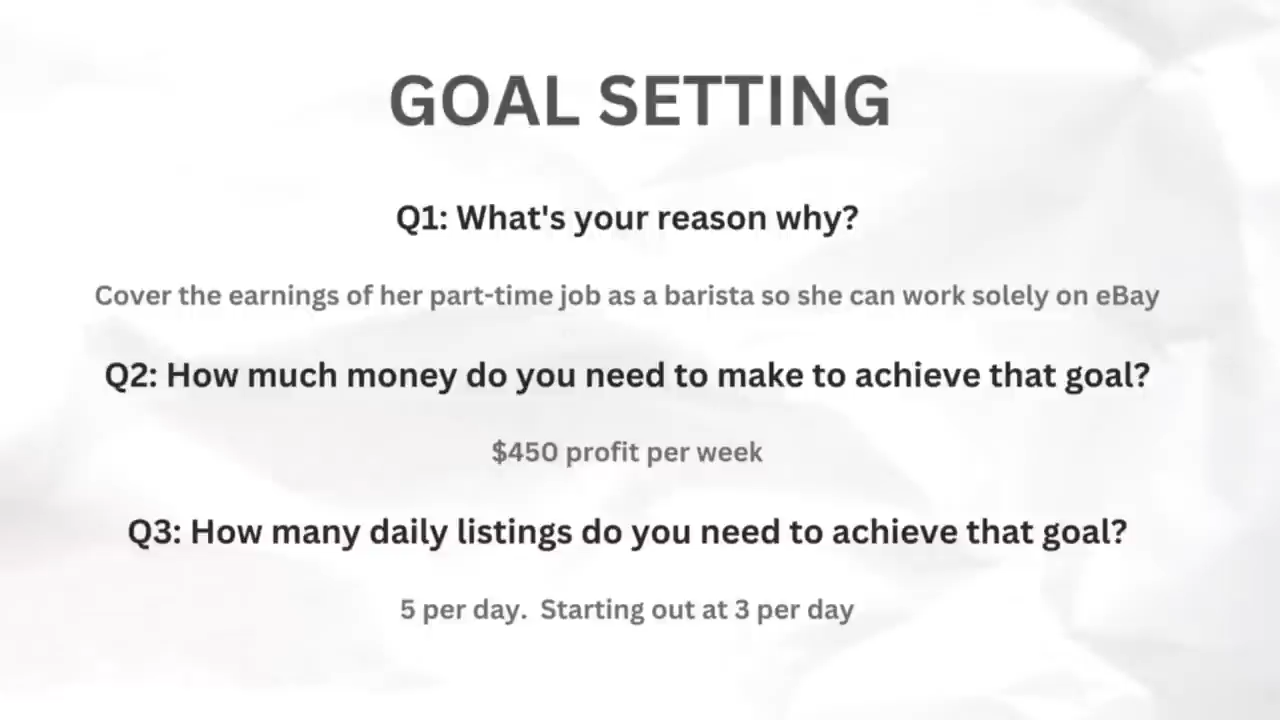 GOAL SETTING
Q1: What's your reason why?
Cover the earnings of her part-time job as a barista so she can work solely on eBay
Q2: How much money do you need to make to achieve that goal?
$450 profit per week
Q3: How many daily listings do you need to achieve that goal?
5 per day.  Starting out at 3 per day